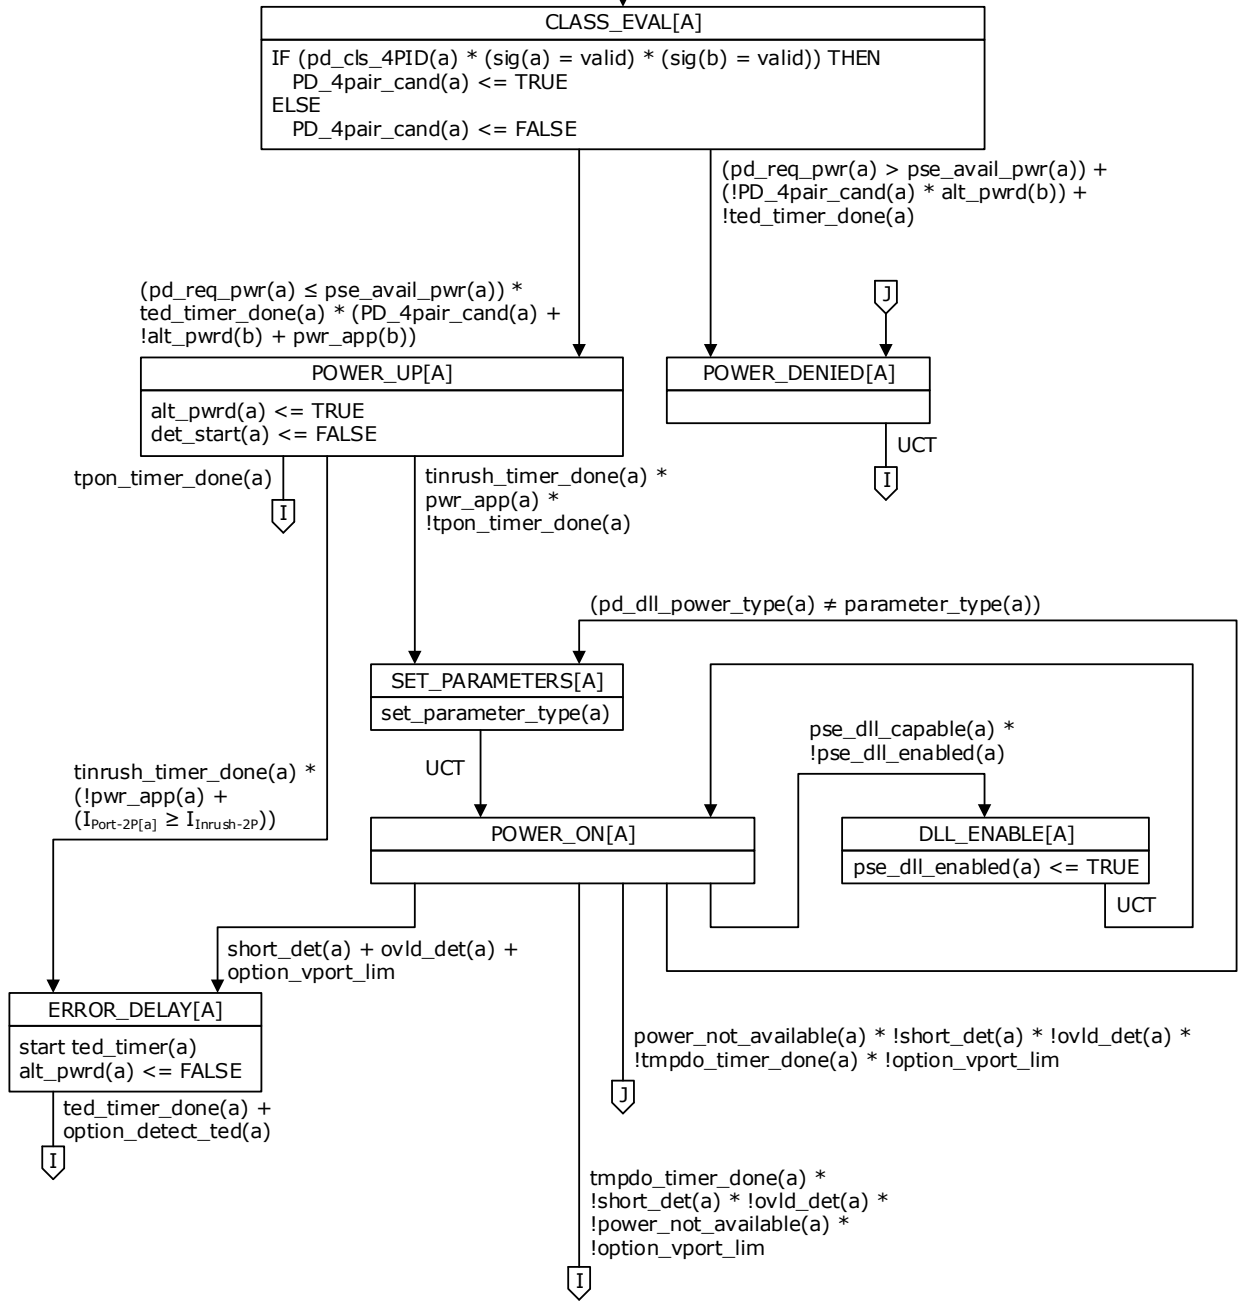 CLASS_EVAL[A]
IF (pd_cls_4PID(a) * (sig(a) = valid) * (sig(b) = valid)) THEN
PD_4pair_cand(a) <= TRUE
ELSE
PD_4pair_cand(a) <= FALSE
(pd_req_pwr(a) > pse_avail_pwr(a)) +
(!PD_4pair_cand(a) * alt_pwrd(b)) +
!ted_timer_done(a)
(pd_req_pwr(a) ≤ pse_avail_pwr(a)) *
ted_timer_done(a) * (PD_4pair_cand(a) +
!alt_pwrd(b) + pwr_app(b))
J
POWER_UP[A]
alt_pwrd(a) <= TRUE
det_start(a) <= FALSE
POWER_DENIED[A]
UCT
I
tpon_timer_done(a)
I
tinrush_timer_done(a) *
pwr_app(a) *
!tpon_timer_done(a)
(pd_dll_power_type(a) ≠ parameter_type(a))
SET_PARAMETERS[A]
set_parameter_type(a)
UCT
pse_dll_capable(a) *
!pse_dll_enabled(a)
tinrush_timer_done(a) *
(!pwr_app(a) +
(IPort-2P[a] ≥ IInrush-2P))
POWER_ON[A]
DLL_ENABLE[A]
pse_dll_enabled(a) <= TRUE
UCT
short_det(a) + ovld_det(a) +
option_vport_lim
ERROR_DELAY[A]
start ted_timer(a)
alt_pwrd(a) <= FALSE
ted_timer_done(a) +
option_detect_ted(a)
I
power_not_available(a) * !short_det(a) * !ovld_det(a) *
!tmpdo_timer_done(a) * !option_vport_lim
J
tmpdo_timer_done(a) *
!short_det(a) * !ovld_det(a) *
!power_not_available(a) *
!option_vport_lim
I